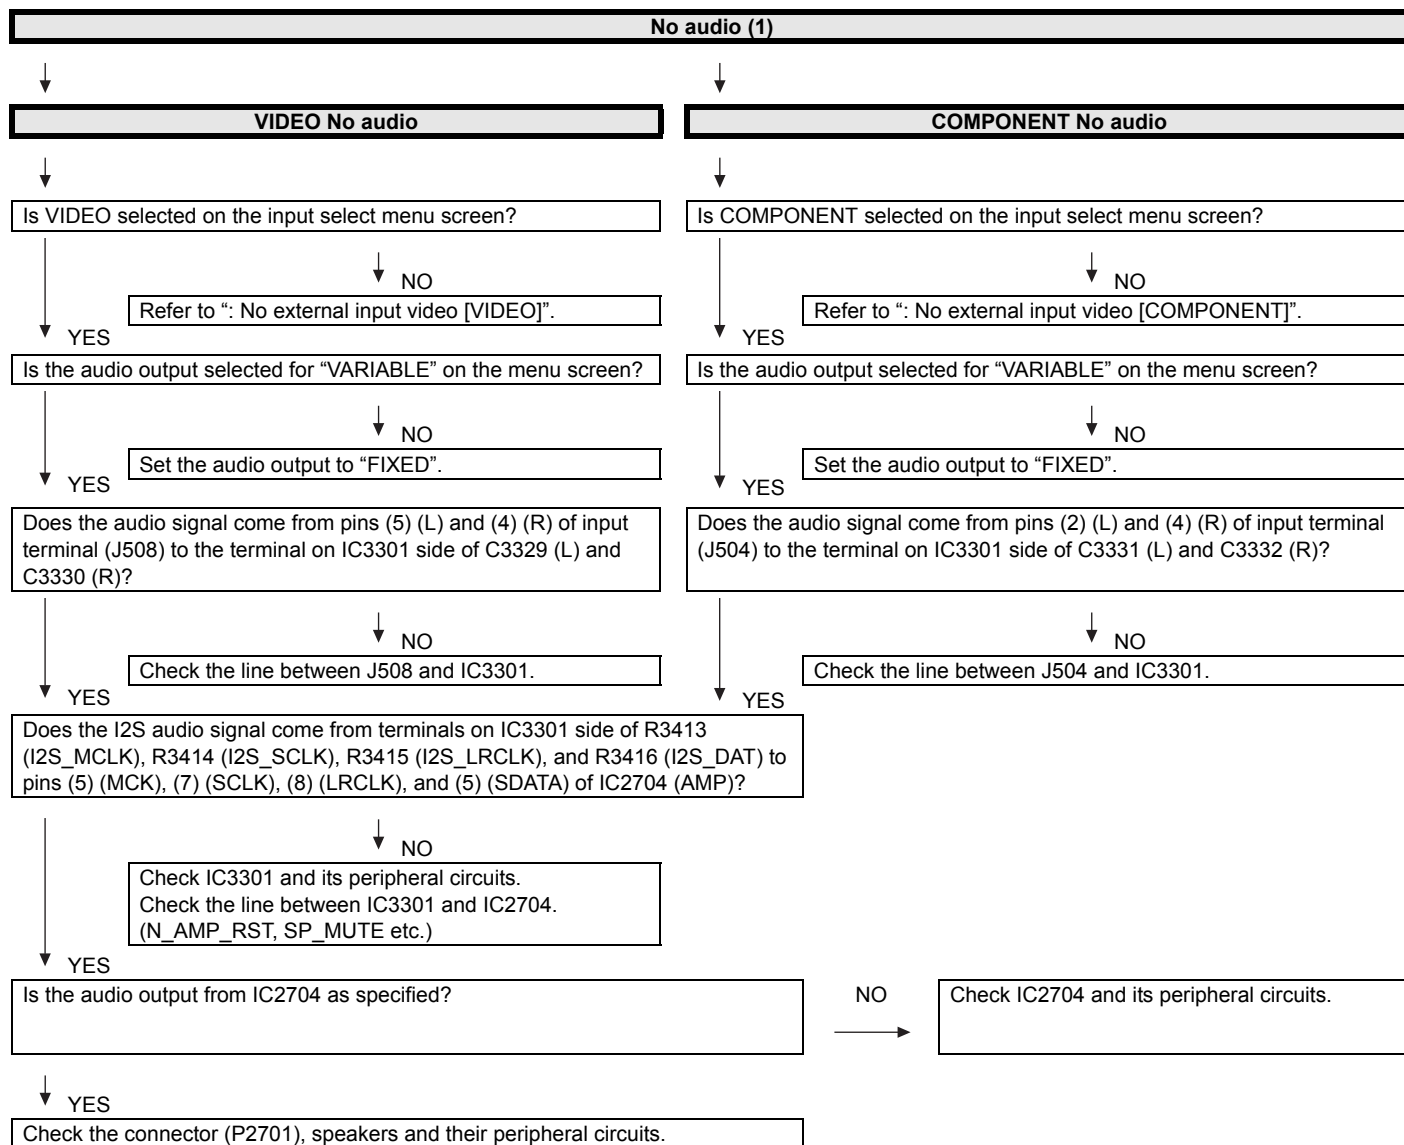 No audio (1)
VIDEO No audio
COMPONENT No audio
Is VIDEO selected on the input select menu screen?
Is COMPONENT selected on the input select menu screen?
NO
NO
Refer to “: No external input video [VIDEO]”.
Refer to “: No external input video [COMPONENT]”.
YES
YES
Is the audio output selected for “VARIABLE” on the menu screen?
Is the audio output selected for “VARIABLE” on the menu screen?
NO
NO
Set the audio output to “FIXED”.
Set the audio output to “FIXED”.
YES
YES
Does the audio signal come from pins (5) (L) and (4) (R) of input
terminal (J508) to the terminal on IC3301 side of C3329 (L) and
C3330 (R)?
Does the audio signal come from pins (2) (L) and (4) (R) of input terminal
(J504) to the terminal on IC3301 side of C3331 (L) and C3332 (R)?
NO
NO
Check the line between J508 and IC3301.
Check the line between J504 and IC3301.
YES
YES
Does the I2S audio signal come from terminals on IC3301 side of R3413
(I2S_MCLK), R3414 (I2S_SCLK), R3415 (I2S_LRCLK), and R3416 (I2S_DAT) to
pins (5) (MCK), (7) (SCLK), (8) (LRCLK), and (5) (SDATA) of IC2704 (AMP)?
NO
Check IC3301 and its peripheral circuits.
Check the line between IC3301 and IC2704.
(N_AMP_RST, SP_MUTE etc.)
YES
Is the audio output from IC2704 as specified?
NO
Check IC2704 and its peripheral circuits.
YES
Check the connector (P2701), speakers and their peripheral circuits.